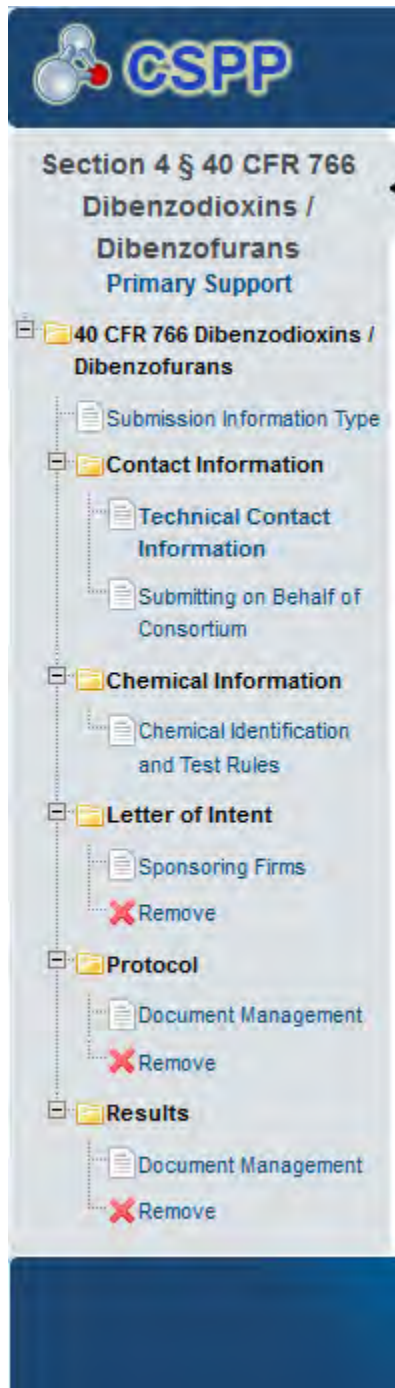 CSPP
Section 4 § 40 CFR 766
Dibenzodioxins /
Dibenzofurans
Primary Support
40 CFR 766 Dibenzodioxins /
Dibenzofurans
Submission Information Type
Contact Information
Technical Contact
Information
Submitting on Behalf of
Consortium
Chemical Information
Chemical Identification
and Test Rules
Letter of Intent
Sponsoring Firms
Remove
Protocol
Document Management
Remove
Results
Document Management
Remove